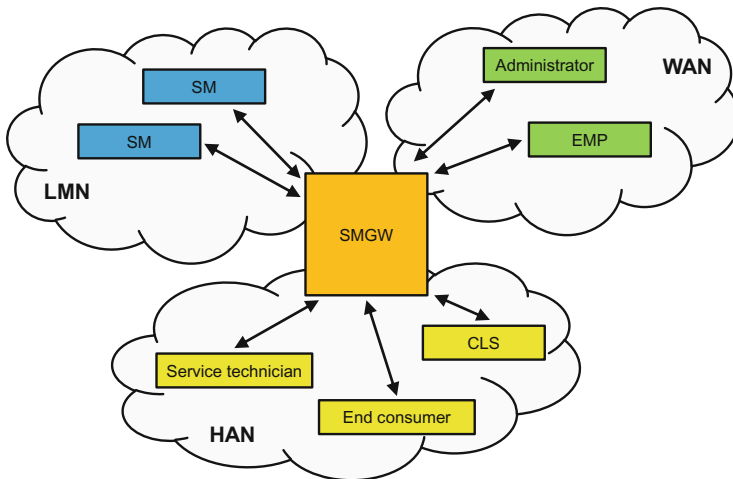 SM
SM
LMN
Administrator
WAN
EMP
SMGW
CLS
Service technician
End consumer
HAN